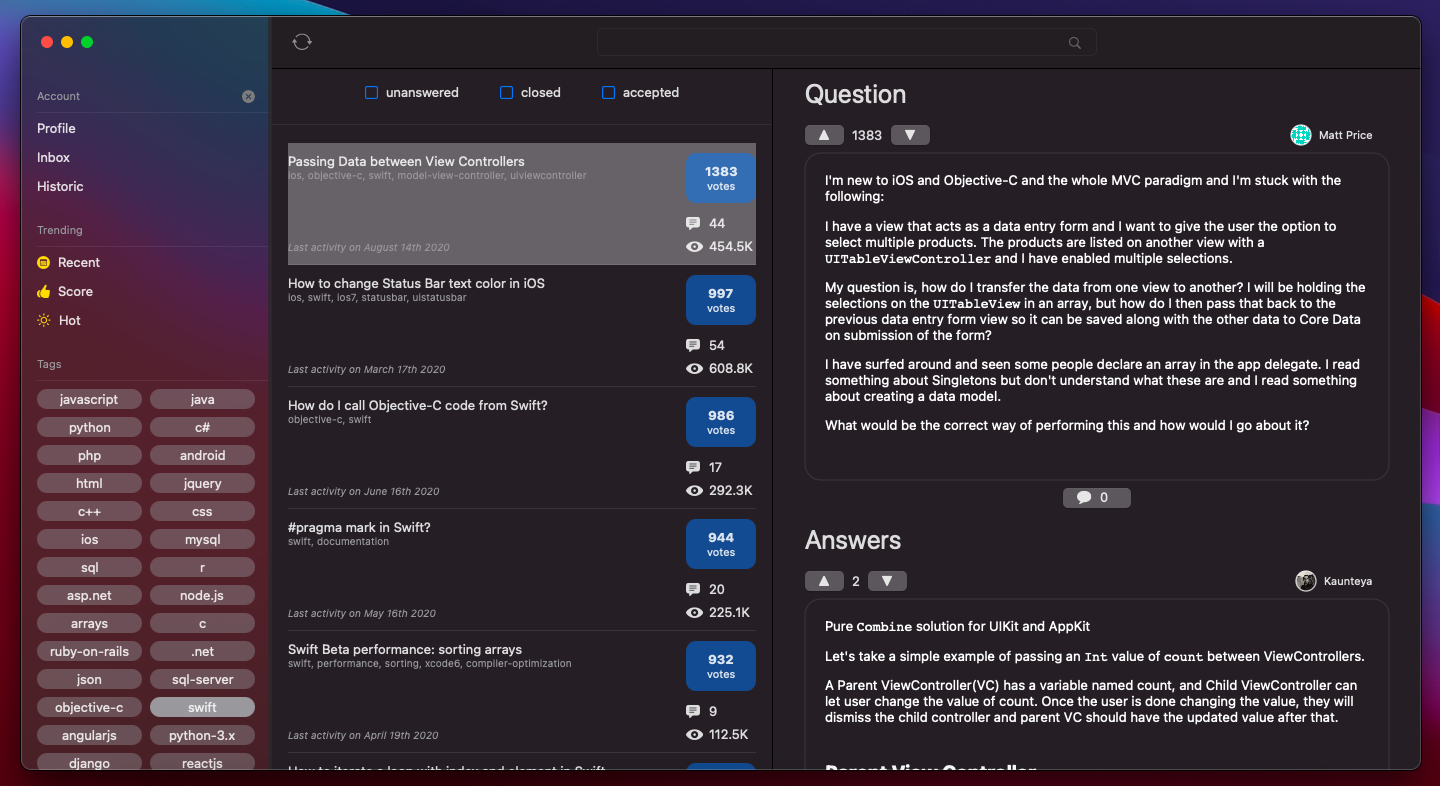 Account
Profile
Inbox
Historic
Trending
Recent
Score
Hot
Tags
javascript
java
python
c#
php
android
html
jquery
c++
css
ios
mysql
sql
r
asp.net
node.js
arrays
c
ruby-on-rails
.net
json
sql-server
objective-c
swift
angularjs
python-3.x
django
reactjs
unanswered
closed
accepted
Passing Data between View Controllers
ios, objective-c, swift, model-view-controller, uiviewcontroller
1383
votes
44
Last activity on August 14th 2020
454.5K
How to change Status Bar text color in iOS
ios, swift, ios7, statusbar, uistatusbar
997
votes
54
Last activity on March 17th 2020
608.8K
How do I call Objective-C code from Swift?
objective-c, swift
986
votes
17
Last activity on June 16th 2020
292.3K
#pragma mark in Swift?
swift, documentation
944
votes
20
Last activity on May 16th 2020
225.1K
Swift Beta performance: sorting arrays
swift, performance, sorting, xcode6, compiler-optimization
932
votes
9
Last activity on April 19th 2020
112.5K
How to iterate a loop with index and element in Swift
Question
1383
Matt Price
I'm new to iOS and Objective-C and the whole MVC paradigm and I'm stuck with the
following:
I have a view that acts as a data entry form and I want to give the user the option to
select multiple products. The products are listed on another view with a
UITableViewController and I have enabled multiple selections.
My question is, how do I transfer the data from one view to another? I will be holding the
selections on the UITableView in an array, but how do I then pass that back to the
previous data entry form view so it can be saved along with the other data to Core Data
on submission of the form?
I have surfed around and seen some people declare an array in the app delegate. I read
something about Singletons but don't understand what these are and I read something
about creating a data model.
What would be the correct way of performing this and how would I go about it?
0
Answers
2
Kaunteya
Pure Combine solution for UIKit and AppKit
Let's take a simple example of passing an Int value of count between ViewControllers.
A Parent ViewController(VC) has a variable named count, and Child ViewController can
let user change the value of count. Once the user is done changing the value, they will
dismiss the child controller and parent VC should have the updated value after that.
Parent View Controller